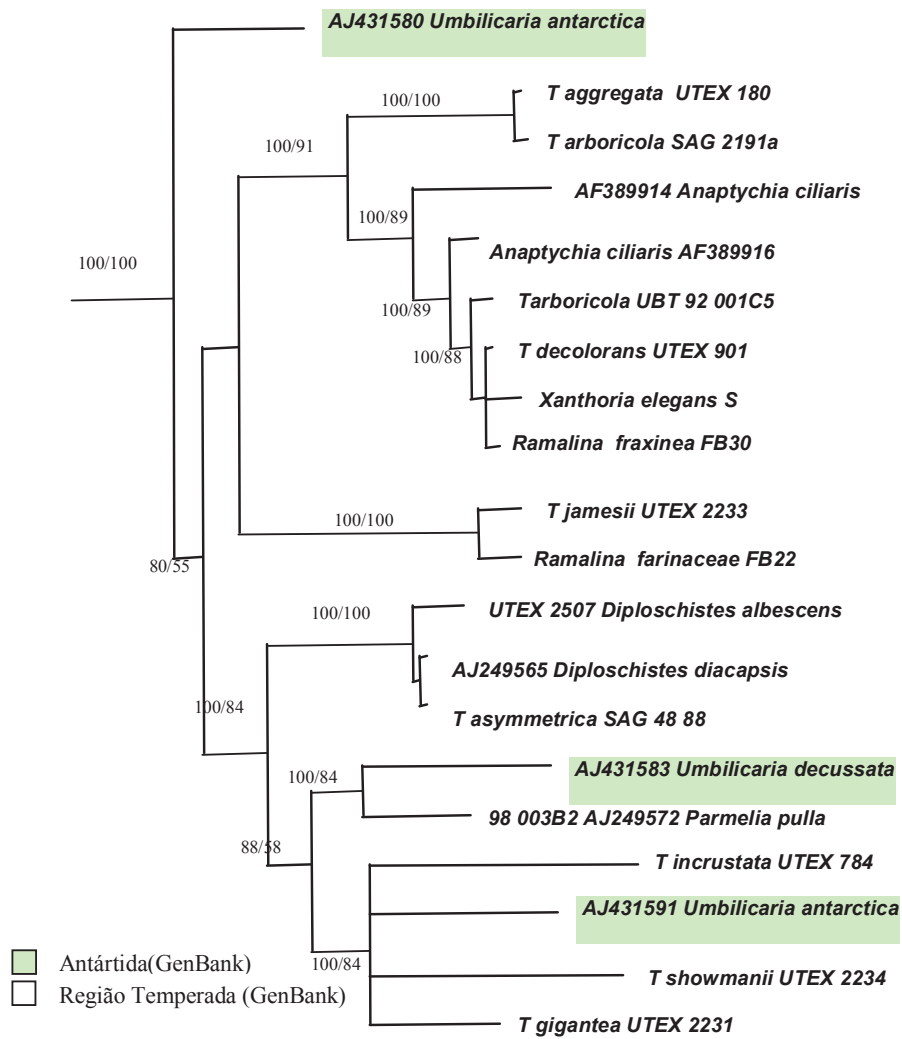 AJ431580 Umbilicaria antarctica
T aggregata UTEX 180
100/100
T arboricola SAG 2191a
100/91
AF389914 Anaptychia ciliaris
100/89
Anaptychia ciliaris AF389916
100/100
Tarboricola UBT 92 001C5
100/89
T decolorans UTEX 901
100/88
Xanthoria elegans S
Ramalina fraxinea FB30
T jamesii UTEX 2233
100/100
Ramalina farinaceae FB22
80/55
UTEX 2507 Diploschistes albescens
100/100
AJ249565 Diploschistes diacapsis
100/84
T asymmetrica SAG 48 88
AJ431583 Umbilicaria decussata
100/84
98 003B2 AJ249572 Parmelia pulla
88/58
T incrustata UTEX 784
AJ431591 Umbilicaria antarctica
100/84
T showmanii UTEX 2234
T gigantea UTEX 2231
Antártida(GenBank)
Região Temperada (GenBank)